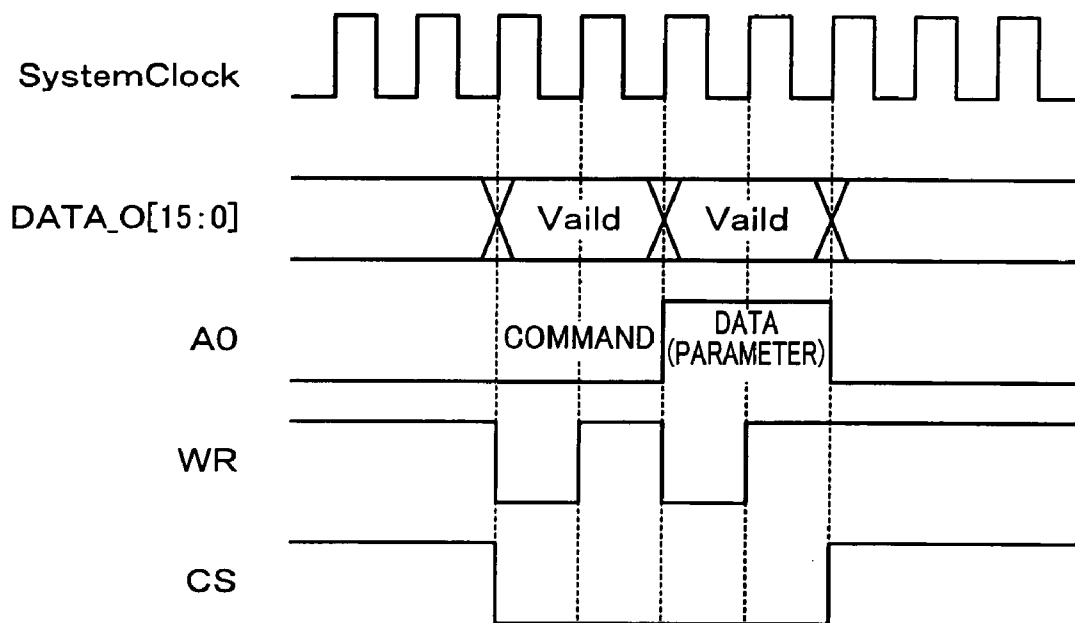 SystemClock
DATA_O[15:0]
Vaild
Vaild
A0
COMMAND
DATA
(PARAMETER)
WR
CS